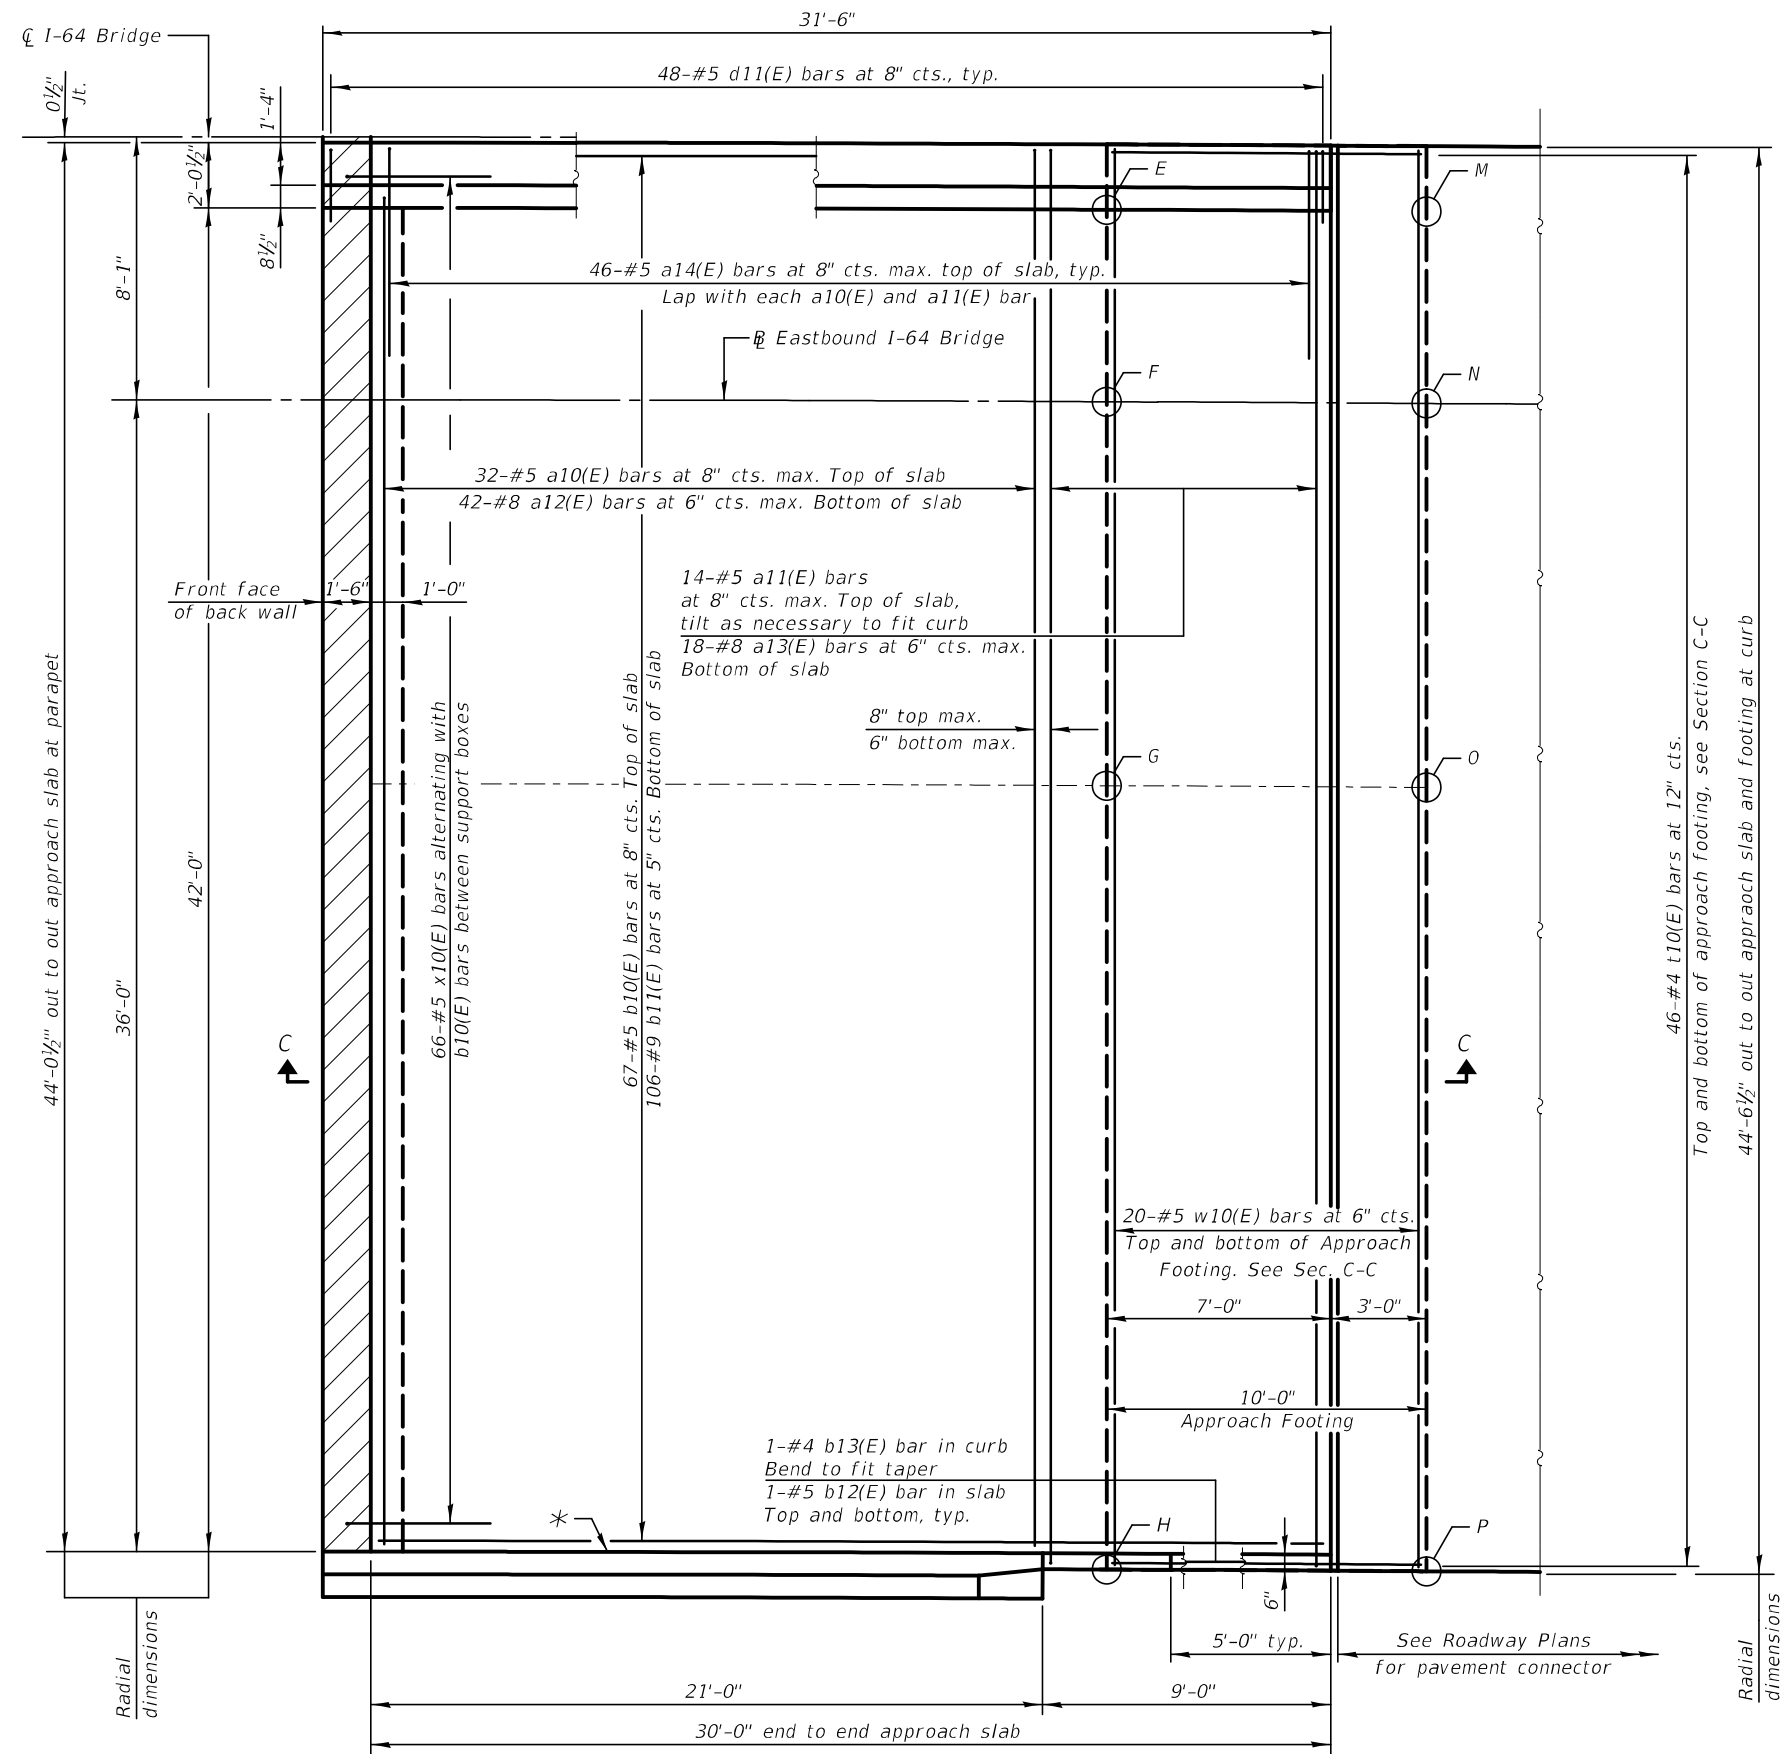 31'-6"
℄ I-64 Bridge
48-#5 d11(E) bars at 8" cts., typ.
0½"
Jt.
1'-4"
2'-0½"
8½"
8'-1"
E
M
46-#5 a14(E) bars at 8" cts. max. top of slab, typ.
Lap with each a10(E) and a11(E) bar
⅊ Eastbound I-64 Bridge
F
N
32-#5 a10(E) bars at 8" cts. max. Top of slab
42-#8 a12(E) bars at 6" cts. max. Bottom of slab
Front face
of back wall
1'-6"
1'-0"
14-#5 a11(E) bars
at 8" cts. max. Top of slab,
tilt as necessary to fit curb
18-#8 a13(E) bars at 6" cts. max.
Bottom of slab
8" top max.
6" bottom max.
G
O
44'-0½"' out to out approach slab at parapet
36'-0"
42'-0"
66-#5 x10(E) bars alternating with
b10(E) bars between support boxes
67-#5 b10(E) bars at 8" cts. Top of slab
106-#9 b11(E) bars at 5" cts. Bottom of slab
46-#4 t10(E) bars at 12" cts.
Top and bottom of approach footing, see Section C-C
44'-6½" out to out appraoch slab and footing at curb
C
C
20-#5 w10(E) bars at 6" cts.
Top and bottom of Approach
Footing. See Sec. C-C
7'-0"
3'-0"
10'-0"
Approach Footing
1-#4 b13(E) bar in curb
Bend to fit taper
1-#5 b12(E) bar in slab
Top and bottom, typ.
*
H
P
6"
5'-0" typ.
See Roadway Plans
for pavement connector
Radial
dimensions
Radial
dimensions
21'-0"
9'-0"
30'-0" end to end approach slab